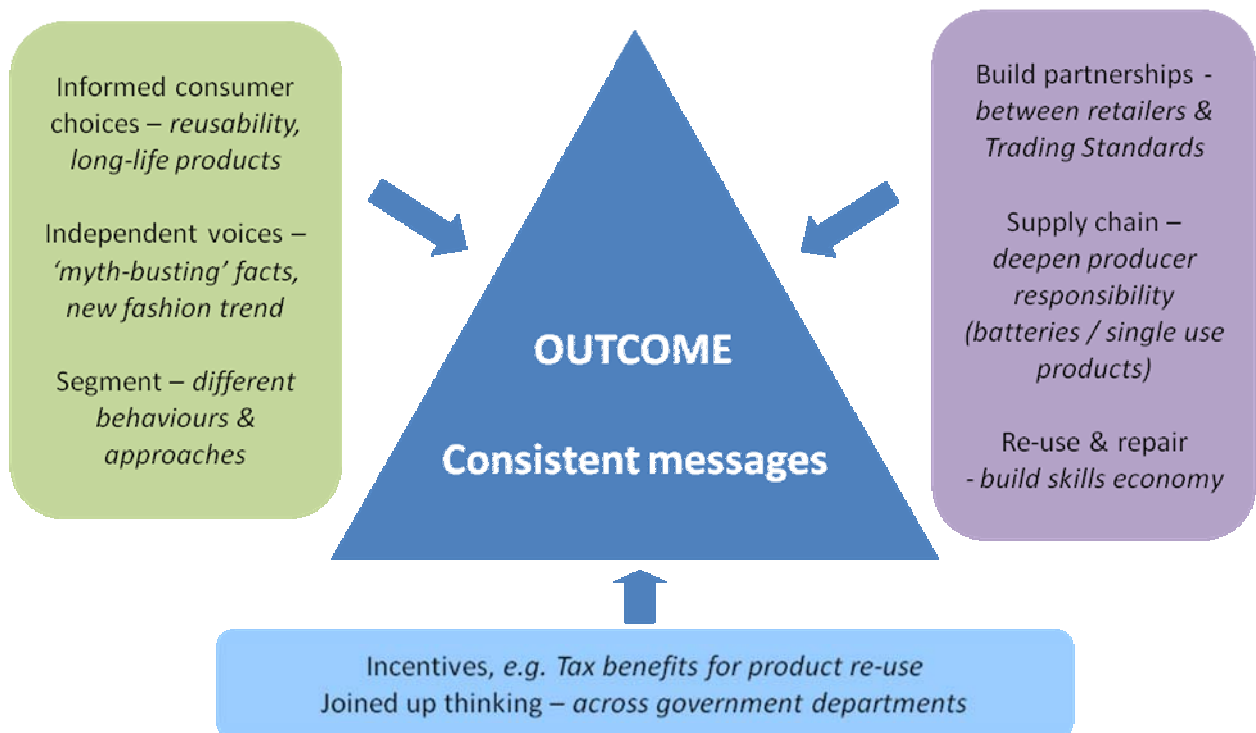 Informed consumer
choices – reusability,
long-life products
Independent voices –
‘myth-busting’ facts,
new fashion trend
Segment – different
behaviours &
approaches
OUTCOME
Consistent messages
Build partnerships -
between retailers &
Trading Standards
Supply chain –
deepen producer
responsibility
(batteries / single use
products)
Re-use & repair
- build skills economy
Incentives, e.g. Tax benefits for product re-use
Joined up thinking – across government departments